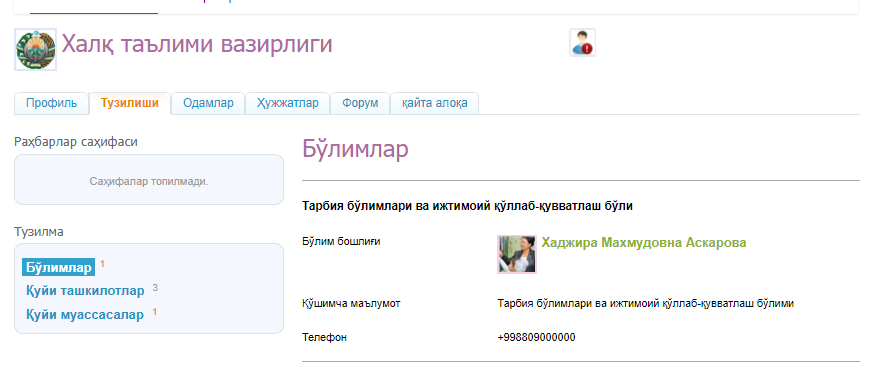 Халқ таълими вазирлиги
Профиль
Тузилиши
Одамлар
Ҳужжатлар
Форум
қайта алоқа
Раҳбарлар саҳифаси
Саҳифалар топилмади.
Тузилма
Бўлимлар 1
Қуйи ташкилотлар 3
Қуйи муассасалар 1
Бўлимлар
Тарбия бўлимлари ва ижтимоий қўллаб-қувватлаш бўли
Бўлим бошлиғи
Хаджира Махмудовна Аскарова
Қўшимча маълумот
Тарбия бўлимлари ва ижтимоий қўллаб-қувватлаш бўлими
Телефон
+998809000000